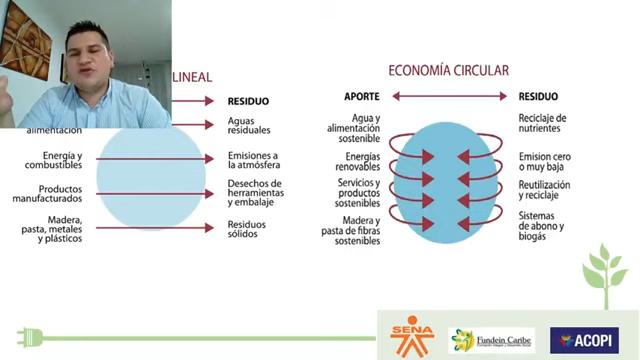 LINEAL
RESIDUO
alimentación
Aguas
residuales
Energía y
combustibles
Emisiones a
la atmósfera
Productos
manufacturados
Desechos de
herramientas
y embalaje
Madera,
pasta, metales
y plásticos
Residuos
sólidos
ECONOMÍA CIRCULAR
APORTE
RESIDUO
Agua y
alimentación
sostenible
Reciclaje de
nutrientes
Energías
renovables
Emision cero
o muy baja
Servicios y
productos
sostenibles
Reutilización
y reciclaje
Madera y
pasta de fibras
sostenibles
Sistemas
de abono y
biogás
SENA
Fundein Caribe
ACOPI